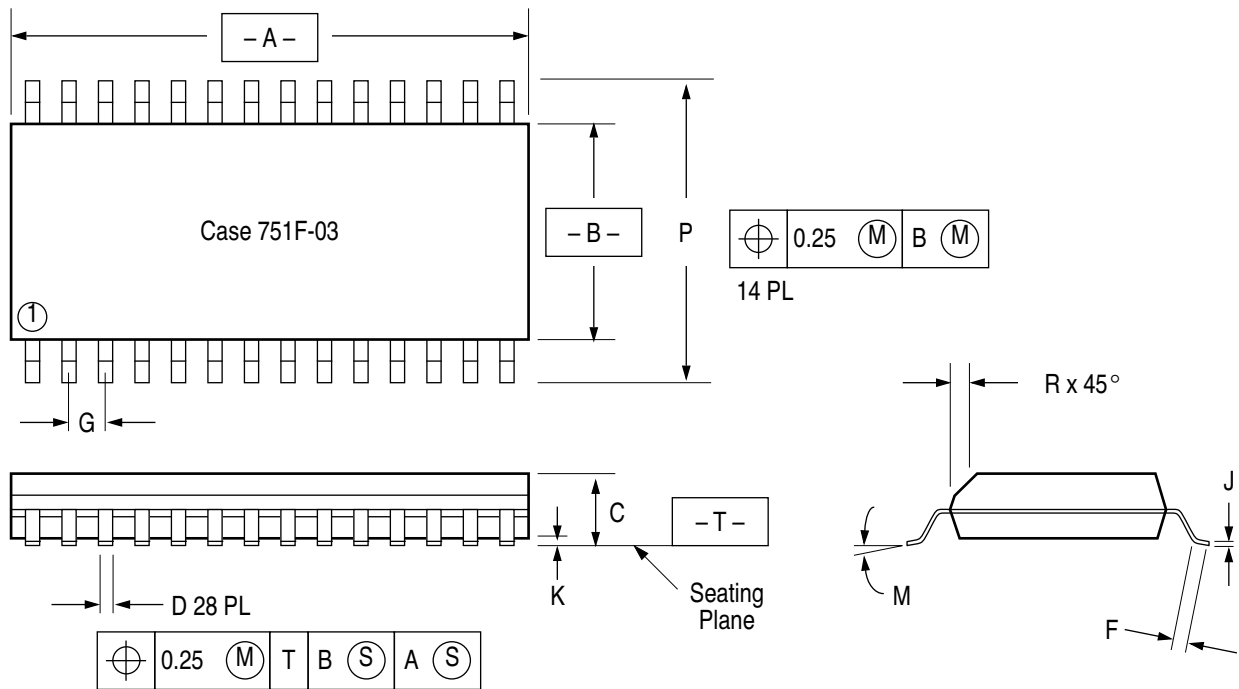 – A –
Case 751F-03
– B –
P
0.25 M B M
14 PL
1
G
R x 45°
C
– T –
J
K
Seating
Plane
M
D 28 PL
F
0.25 M T B S A S